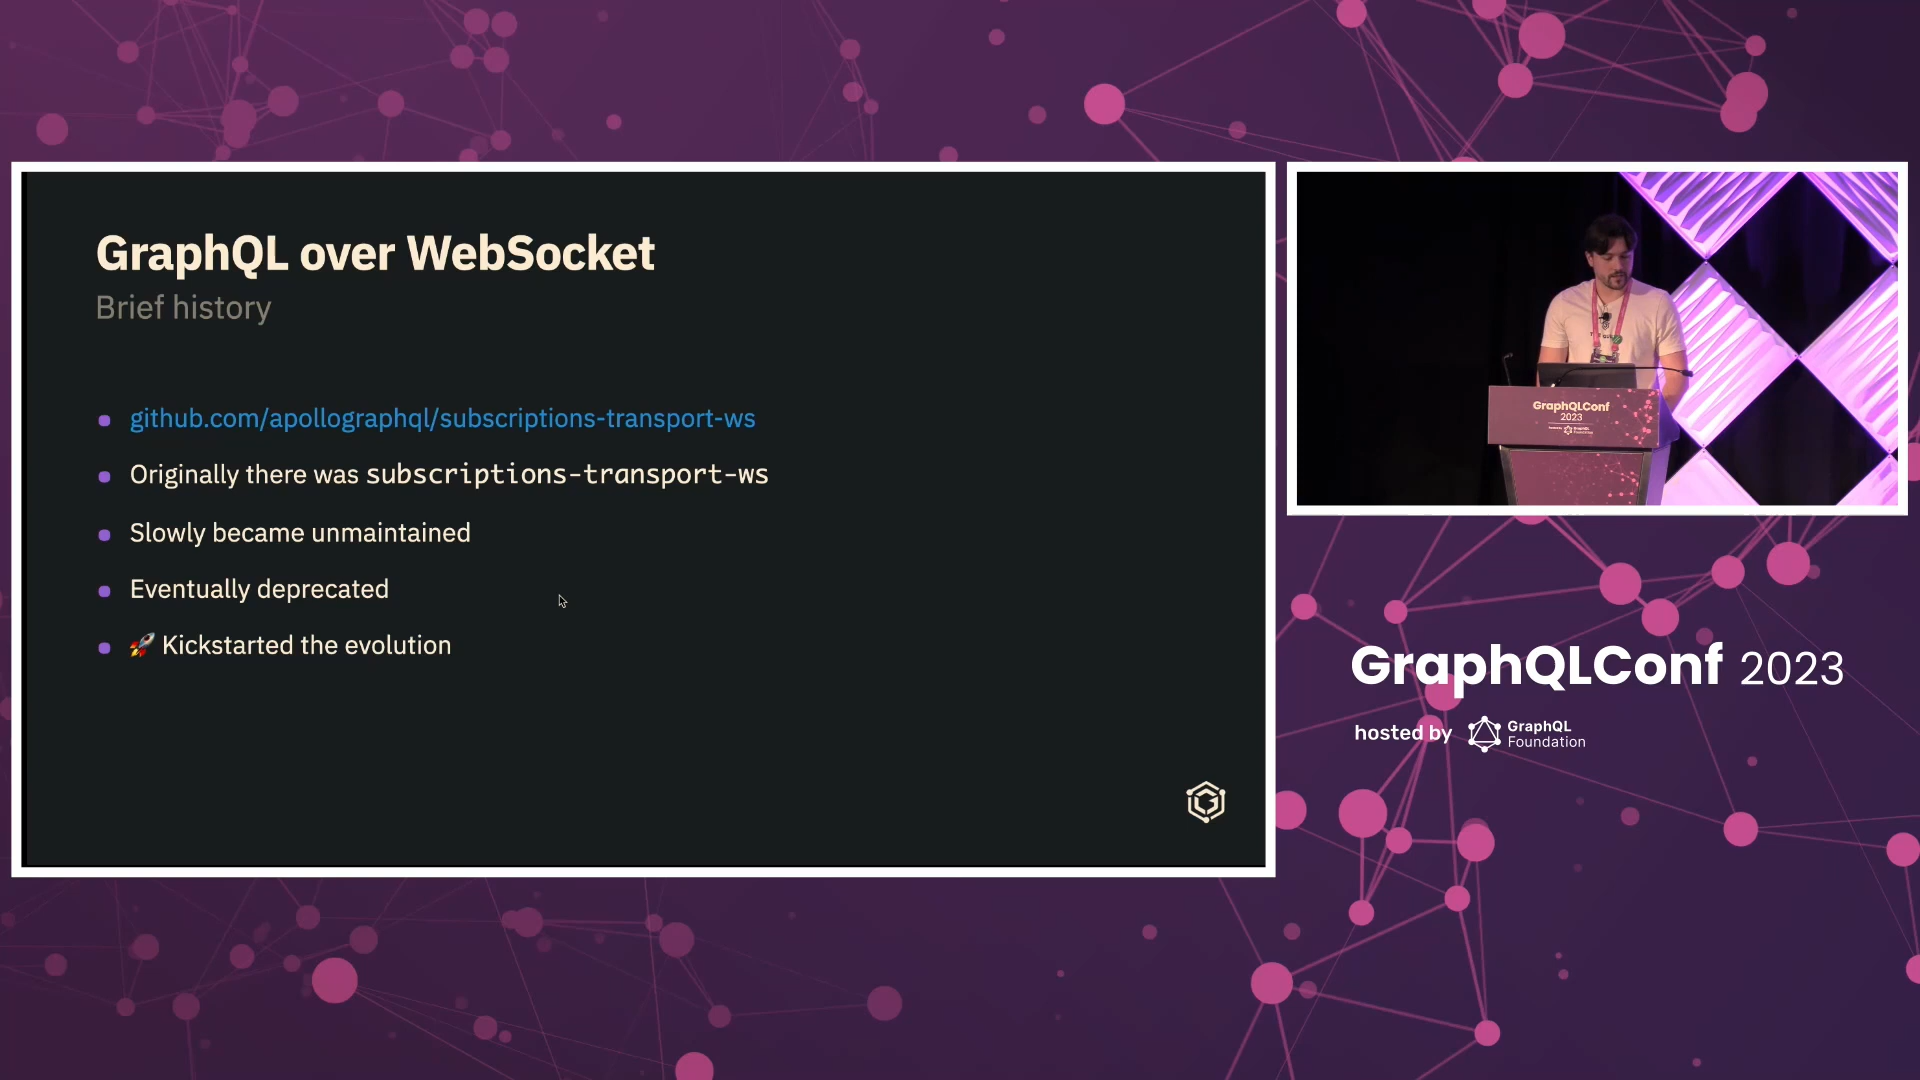 GraphQL over WebSocket
Brief history
github.com/apollographql/subscriptions-transport-ws
Originally there was subscriptions-transport-ws
Slowly became unmaintained
Eventually deprecated
🚀 Kickstarted the evolution
GraphQLConf
2023
GraphQLConf 2023
hosted by
GraphQL
Foundation